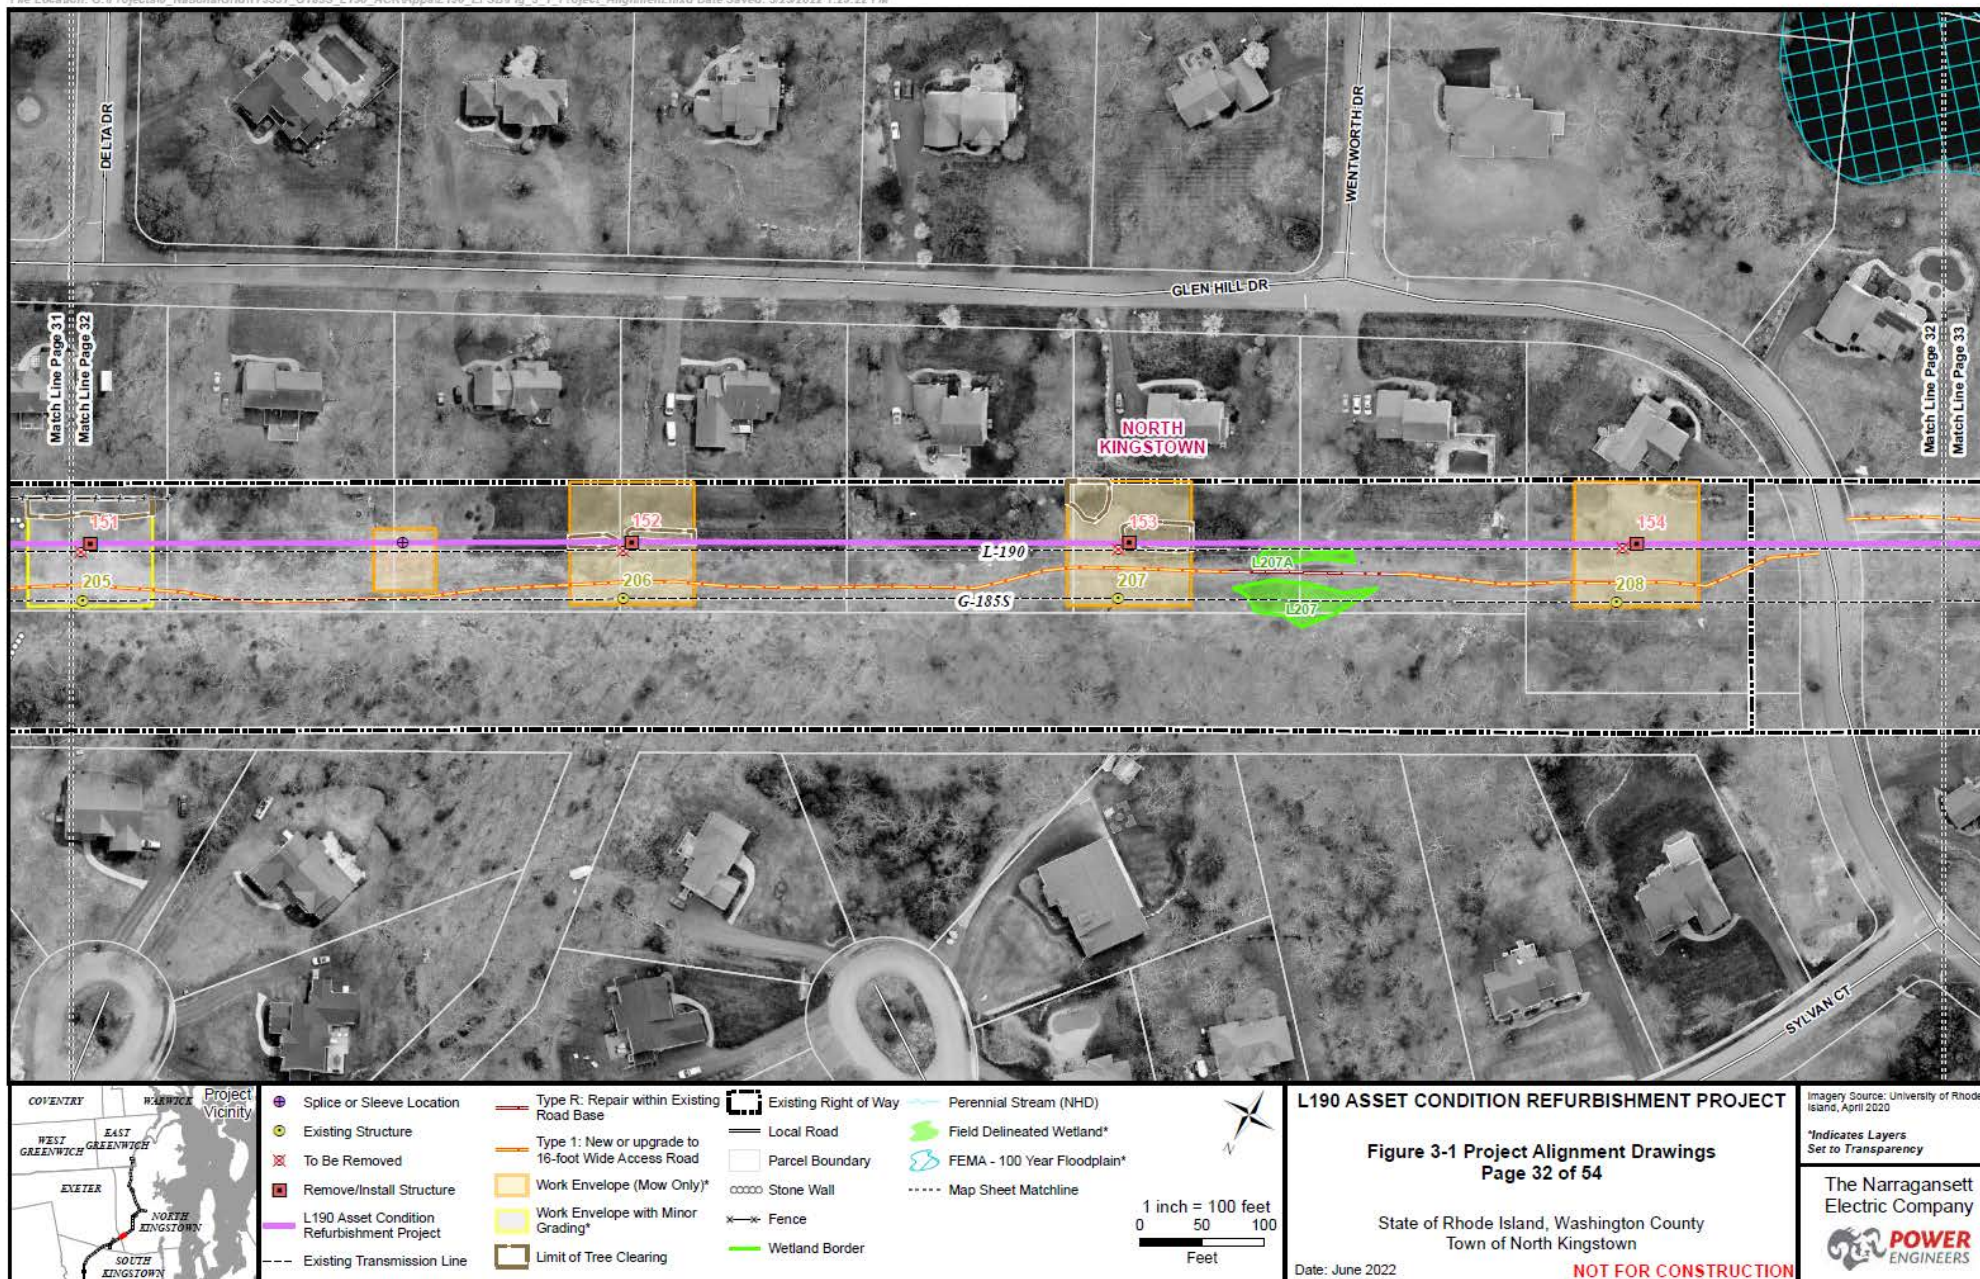 DELTA DR
WENTWORTH DR
GLEN HILL DR
Match Line Page 31
Match Line Page 32
Match Line Page 32
Match Line Page 33
NORTH
KINGSTOWN
151
152
153
154
L-190
L207A
205
206
207
208
G-185S
L207
SYLVAN CT
Project
Vicinity
COVENTRY
WARWICK
WEST
GREENWICH
EAST
GREENWICH
EXETER
NORTH
KINGSTOWN
SOUTH
KINGSTOWN
Splice or Sleeve Location
Existing Structure
To Be Removed
Remove/Install Structure
L190 Asset Condition
Refurbishment Project
Existing Transmission Line
Type R: Repair within Existing
Road Base
Type 1: New or upgrade to
16-foot Wide Access Road
Work Envelope (Mow Only)*
Work Envelope with Minor
Grading*
Limit of Tree Clearing
Existing Right of Way
Local Road
Parcel Boundary
Stone Wall
Fence
Wetland Border
Perennial Stream (NHD)
Field Delineated Wetland*
FEMA - 100 Year Floodplain*
Map Sheet Matchline
N
1 inch = 100 feet
0 50 100
Feet
L190 ASSET CONDITION REFURBISHMENT PROJECT
Figure 3-1 Project Alignment Drawings
Page 32 of 54
State of Rhode Island, Washington County
Town of North Kingstown
Date: June 2022
NOT FOR CONSTRUCTION
Imagery Source: University of Rhode
Island, April 2020
*Indicates Layers
Set to Transparency
The Narragansett
Electric Company
POWER
ENGINEERS